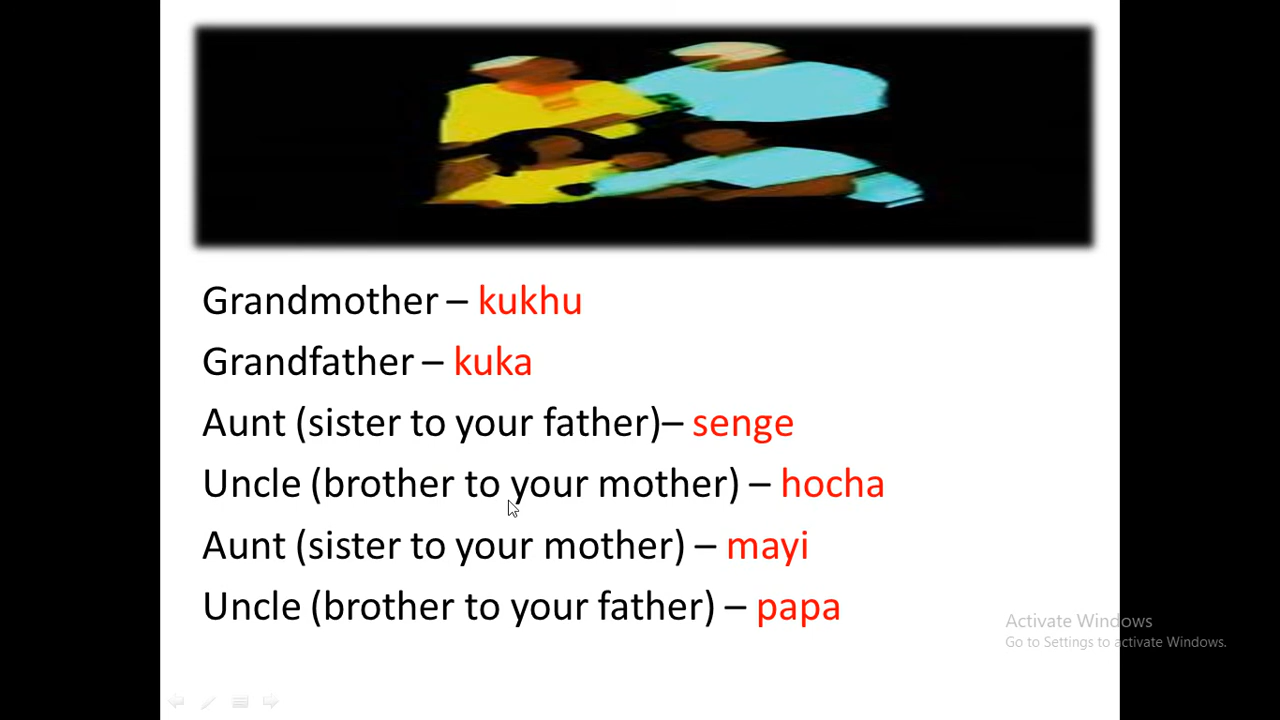 Grandmother – kukhu
Grandfather – kuka
Aunt (sister to your father)– senge
Uncle (brother to your mother) – hocha
Aunt (sister to your mother) – mayi
Uncle (brother to your father) – papa
Activate Windows
Go to Settings to activate Windows.